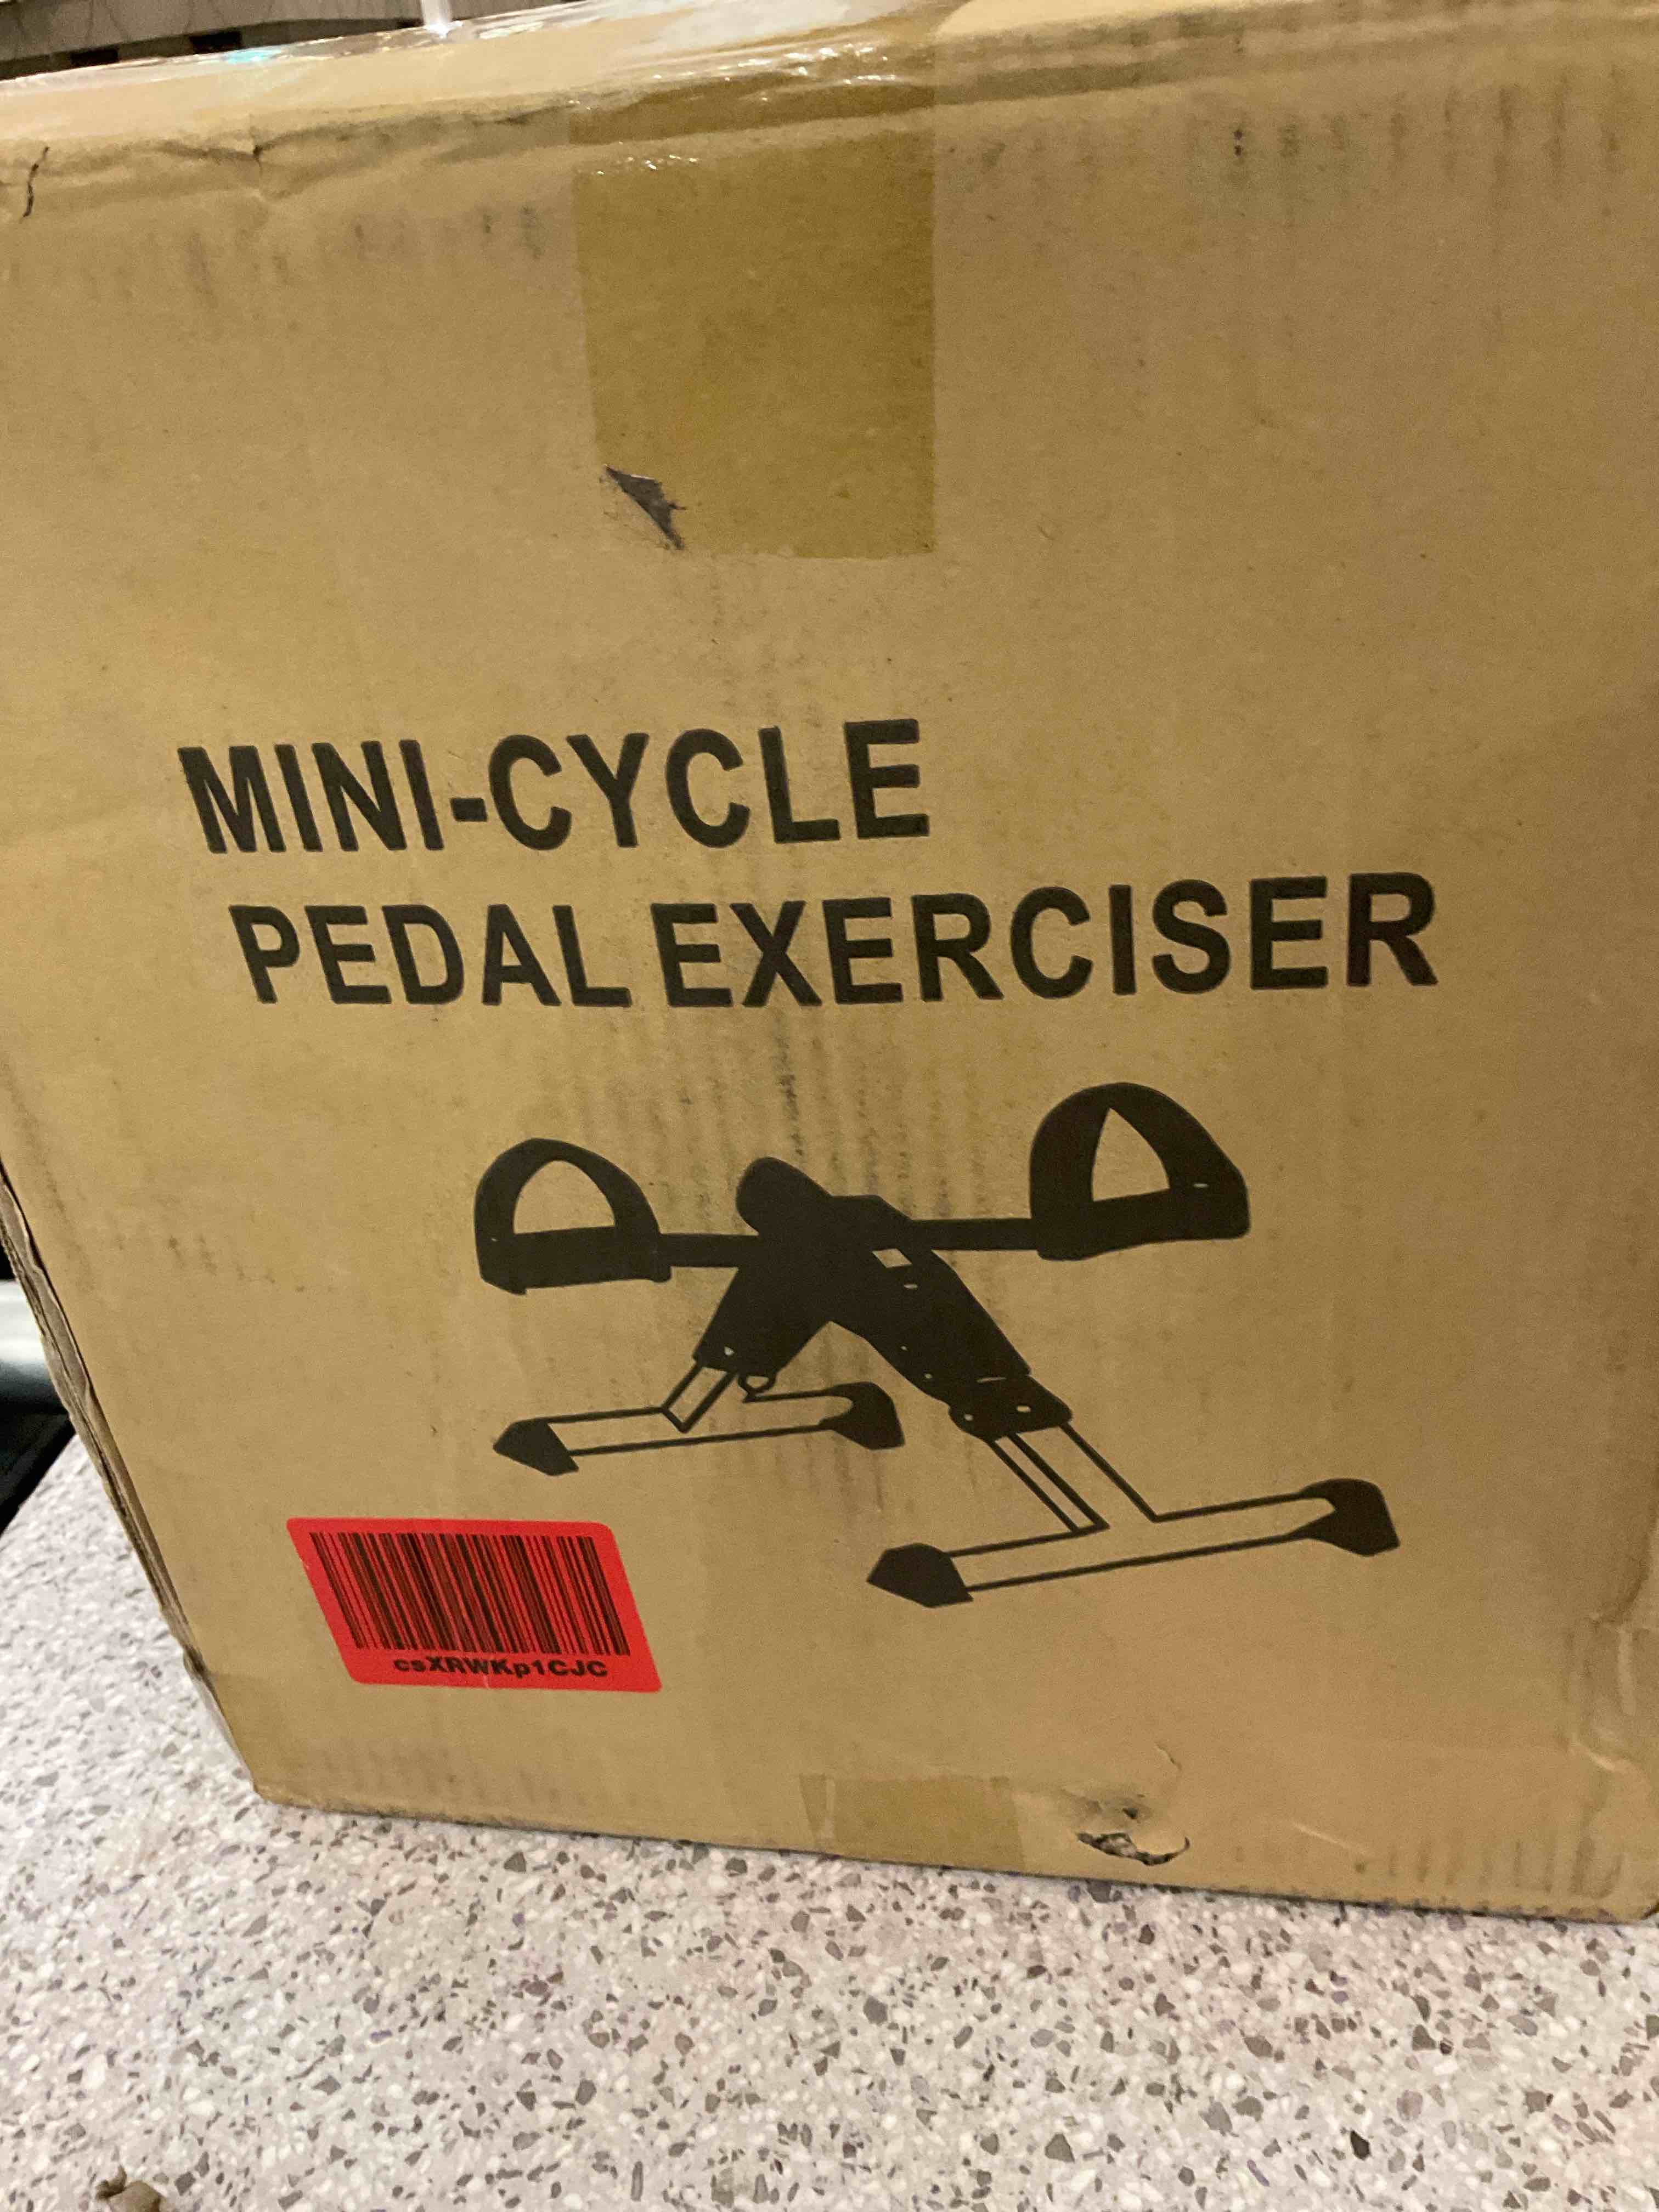 MINI-CYCLE
PEDAL EXERCISER
csXRWKp1CJC